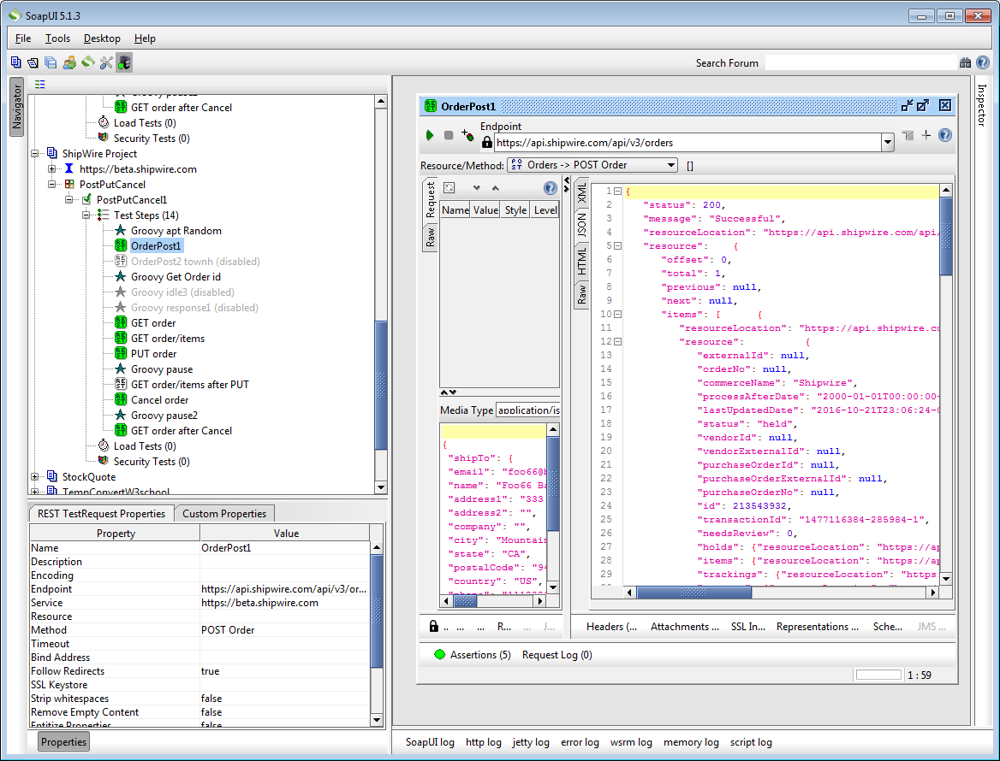 SoapUI 5.1.3
File Tools Desktop Help
Search Forum
Navigator
GET order after Cancel
Load Tests (0)
Security Tests (0)
ShipWire Project
https://beta.shipwire.com
PostPutCancel
PostPutCancel1
Test Steps (14)
Groovy apt Random
OrderPost1
OrderPost2 townh (disabled)
Groovy Get Order id
Groovy idle3 (disabled)
Groovy response1 (disabled)
GET order
GET order/items
PUT order
Groovy pause
GET order/items after PUT
Cancel order
Groovy pause2
GET order after Cancel
Load Tests (0)
Security Tests (0)
StockQuote
TempConvertW3school
REST TestRequest Properties Custom Properties
Property Value
Name OrderPost1
Description
Encoding
Endpoint https://api.shipwire.com/api/v3/or...
Service https://beta.shipwire.com
Resource
Method POST Order
Timeout
Bind Address
Follow Redirects true
SSL Keystore
Strip whitespaces false
Remove Empty Content false
Entitize Properties false
Properties
OrderPost1
Endpoint
https://api.shipwire.com/api/v3/orders
Resource/Method: Orders -> POST Order []
Request
Raw
Name Value Style Level
Media Type application/js
{
"shipTo": {
"email": "foo66@
"name": "Foo66 Ba
"address1": "333
"address2": "",
"company": "",
"city": "Mountain
"state": "CA",
"postalCode": "94
"country": "US",
XML
JSON
HTML
Raw
1 {
2 "status": 200,
3 "message": "Successful",
4 "resourceLocation": "https://api.shipwire.com/api/
5 "resource": {
6 "offset": 0,
7 "total": 1,
8 "previous": null,
9 "next": null,
10 "items": [ {
11 "resourceLocation": "https://api.shipwire.co
12 "resource": {
13 "externalId": null,
14 "orderNo": null,
15 "commerceName": "Shipwire",
16 "processAfterDate": "2000-01-01T00:00:00-
17 "lastUpdatedDate": "2016-10-21T23:06:24-0
18 "status": "held",
19 "vendorId": null,
20 "vendorExternalId": null,
21 "purchaseOrderId": null,
22 "purchaseOrderExternalId": null,
23 "purchaseOrderNo": null,
24 "id": 213543932,
25 "transactionId": "1477116384-285984-1",
26 "needsReview": 0,
27 "holds": {"resourceLocation": "https://ap
28 "items": {"resourceLocation": "https://ap
29 "trackings": {"resourceLocation": "https:
.. ... ... R... ... J...
Headers (... Attachments ... SSL In... Representations ... Sche... JMS ...
Assertions (5) Request Log (0)
1 : 59
Inspector
SoapUI log http log jetty log error log wsrm log memory log script log